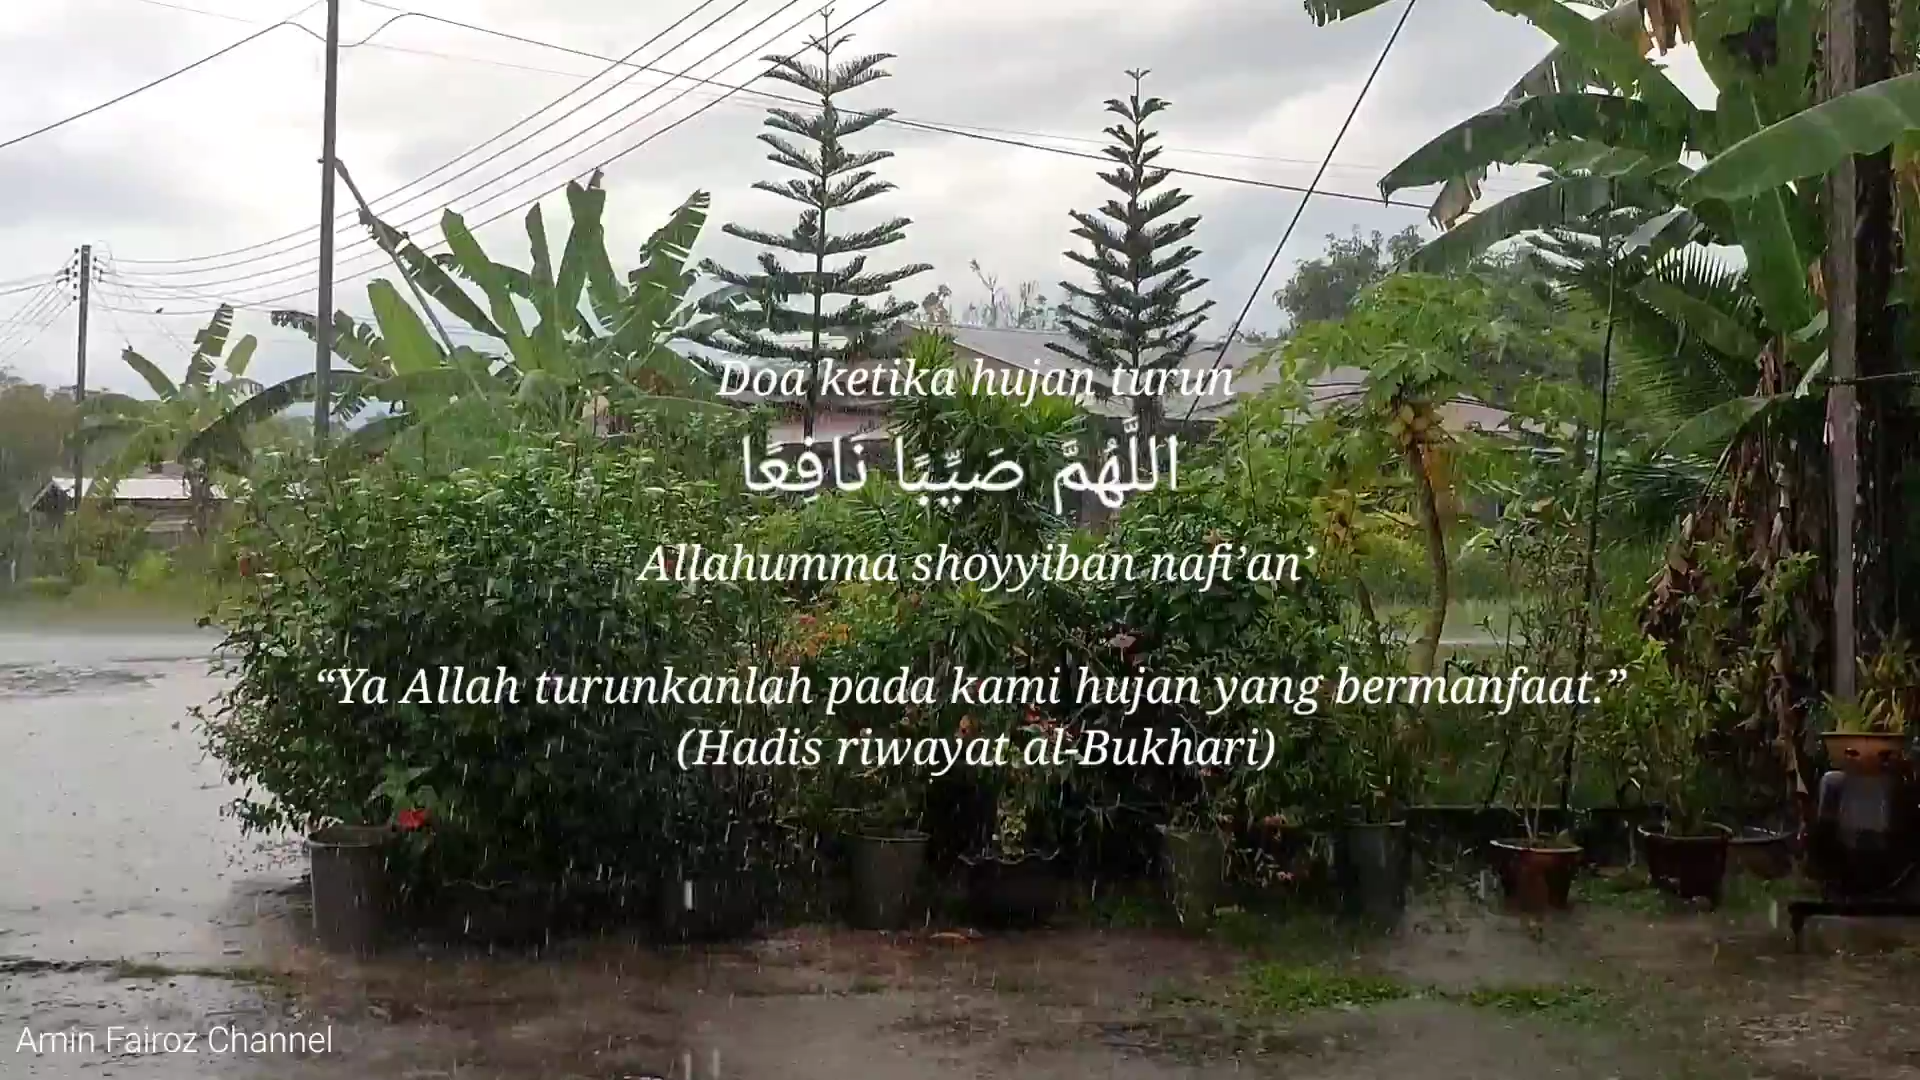 Doa ketika hujan turun
اللَّهُمَّ صَيِّبًا نَافِعًا
Allahumma shoyyiban nafi’an’
“Ya Allah turunkanlah pada kami hujan yang bermanfaat.”
(Hadis riwayat al-Bukhari)
Amin Fairoz Channel